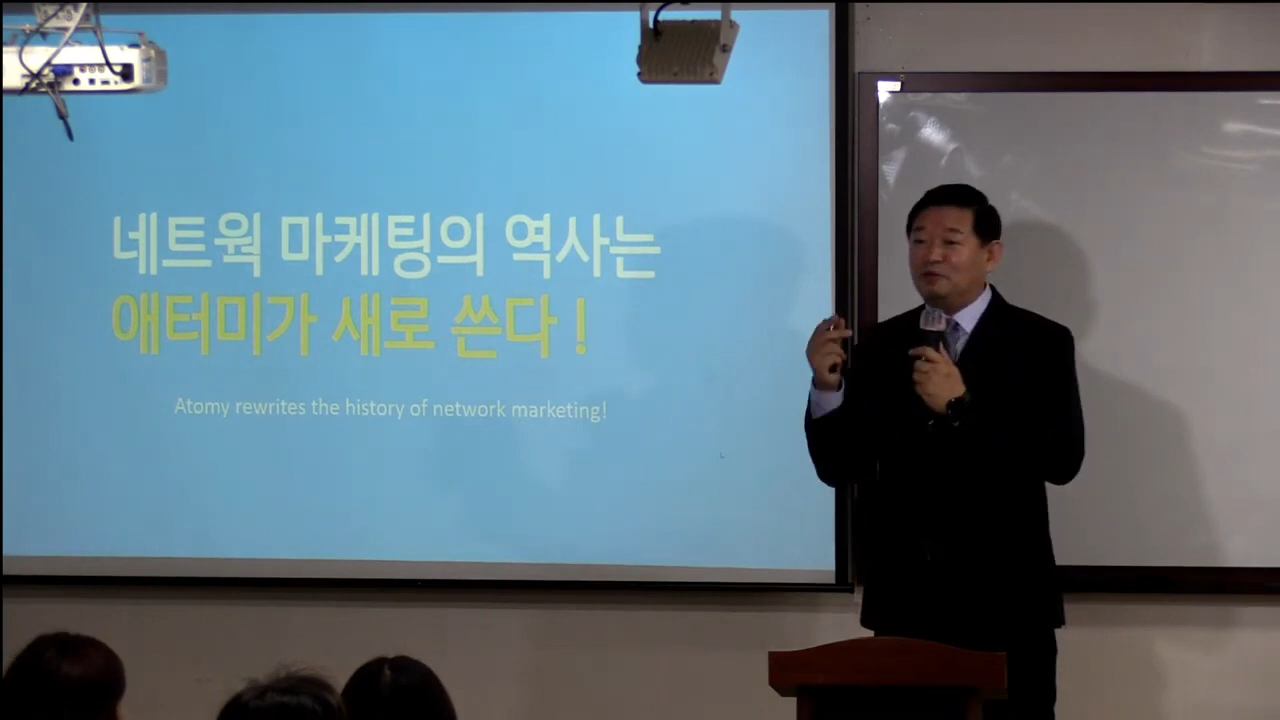 네트웍 마케팅의 역사는
애터미가 새로 쓴다 !
Atomy rewrites the history of network marketing!